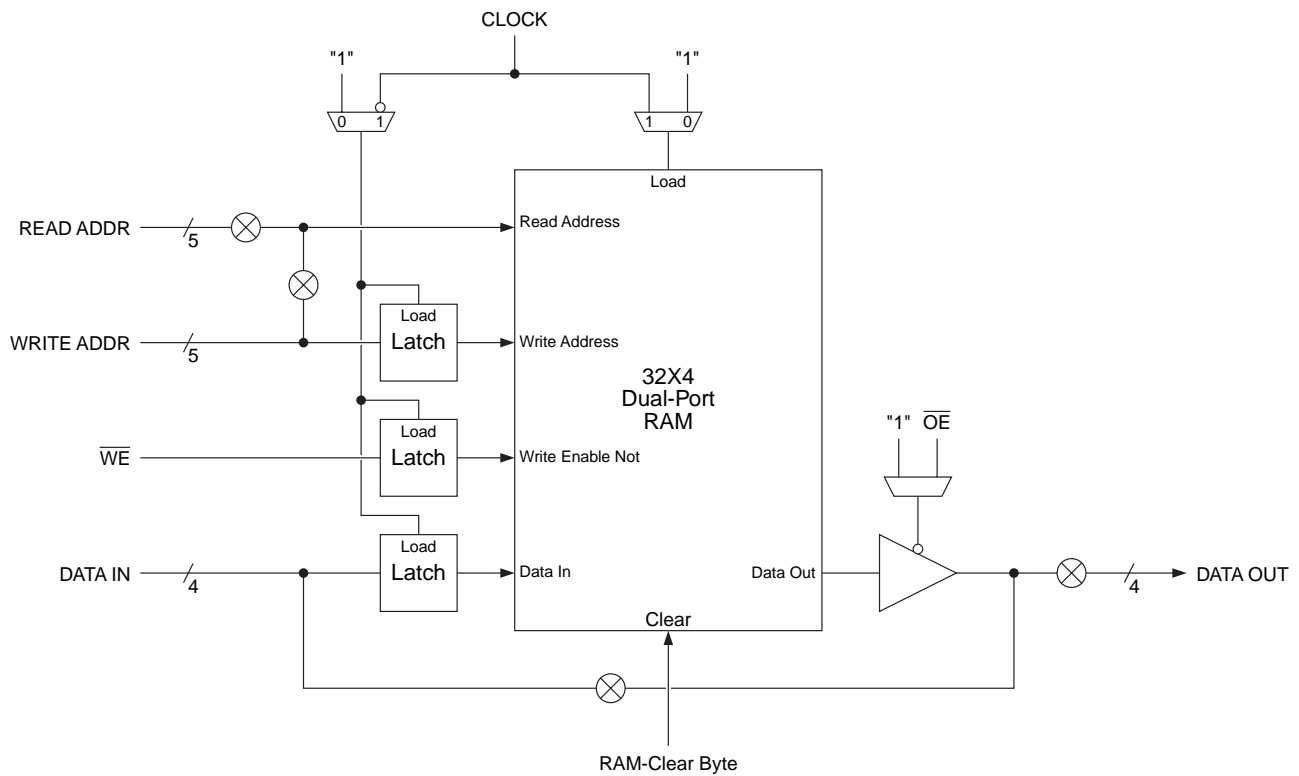 CLOCK
"1"
"1"
0 1
1 0
Load
READ ADDR
5
Read Address
Load
Latch
WRITE ADDR
5
Write Address
32X4
Dual-Port
RAM
Load
Latch
WE
Write Enable Not
"1" OE
Load
Latch
DATA IN
4
Data In
Data Out
4
DATA OUT
Clear
RAM-Clear Byte